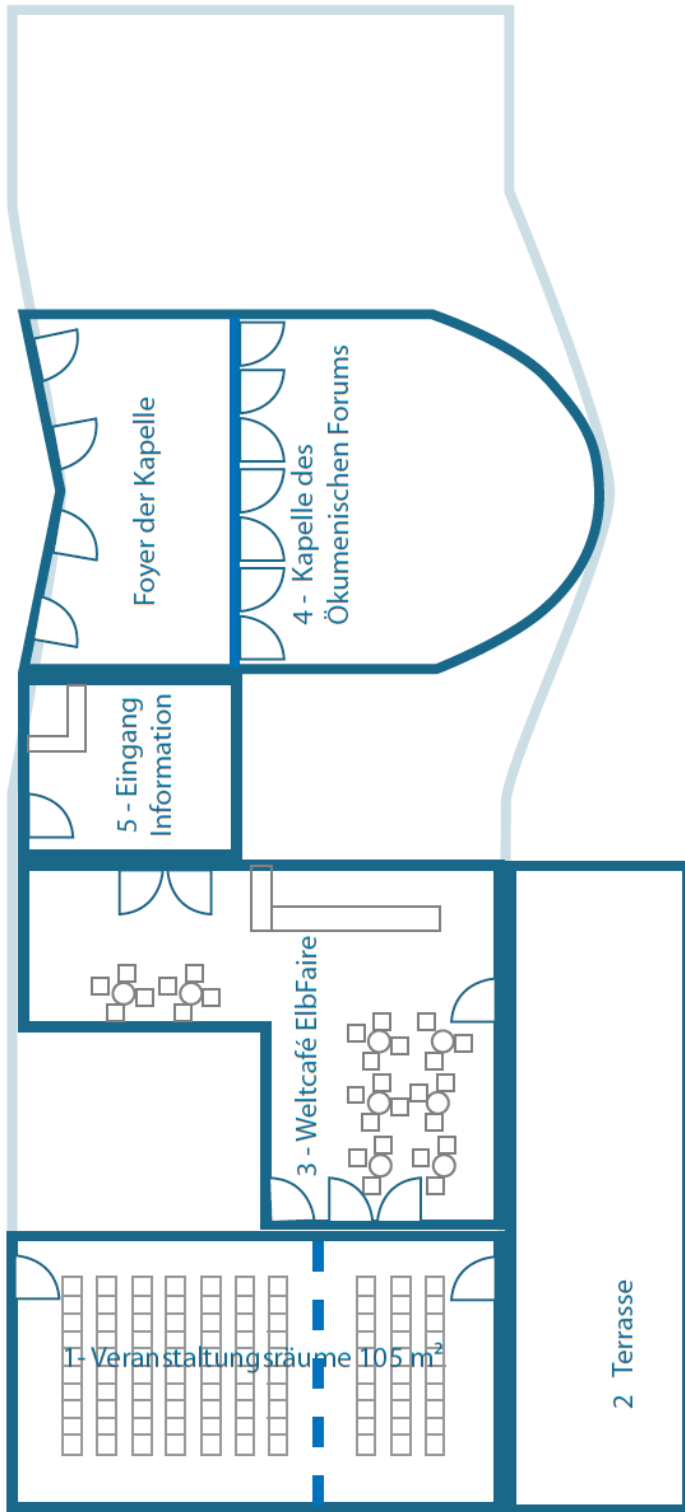 Foyer der Kapelle
4 - Kapelle des
Ökumenischen Forums
5 - Eingang
Information
3 - Weltcafé ElbFaire
1- Veranstaltungsräume 105 m²
2 Terrasse